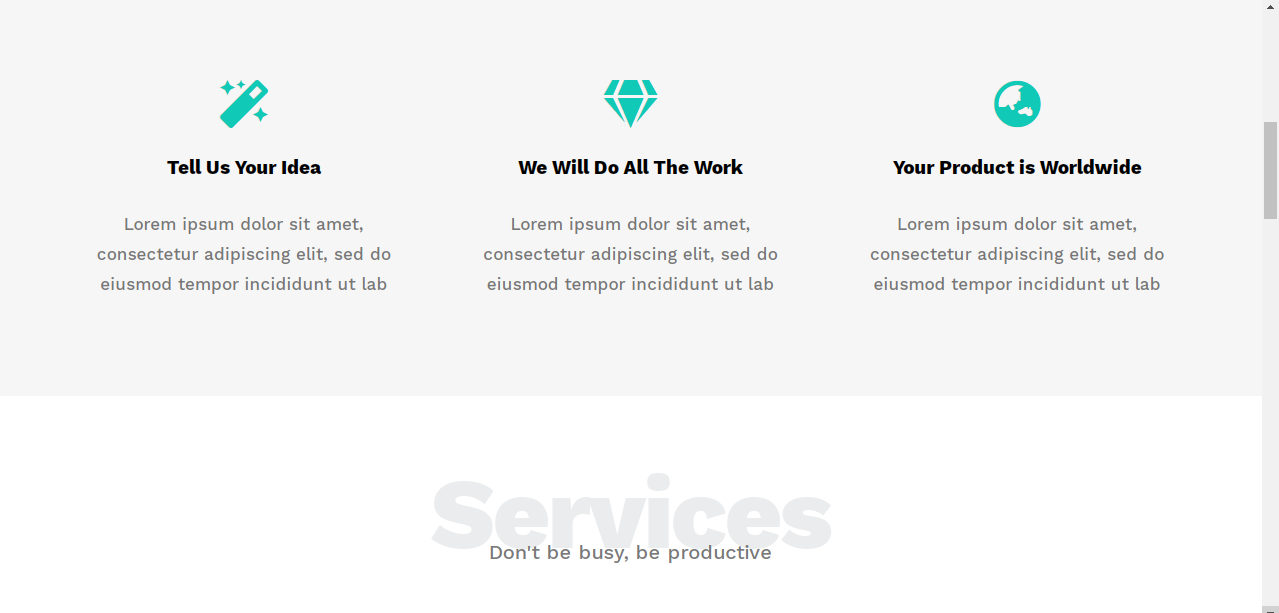 Tell Us Your Idea
Lorem ipsum dolor sit amet,
consectetur adipiscing elit, sed do
eiusmod tempor incididunt ut lab
We Will Do All The Work
Lorem ipsum dolor sit amet,
consectetur adipiscing elit, sed do
eiusmod tempor incididunt ut lab
Your Product is Worldwide
Lorem ipsum dolor sit amet,
consectetur adipiscing elit, sed do
eiusmod tempor incididunt ut lab
Services
Don't be busy, be productive